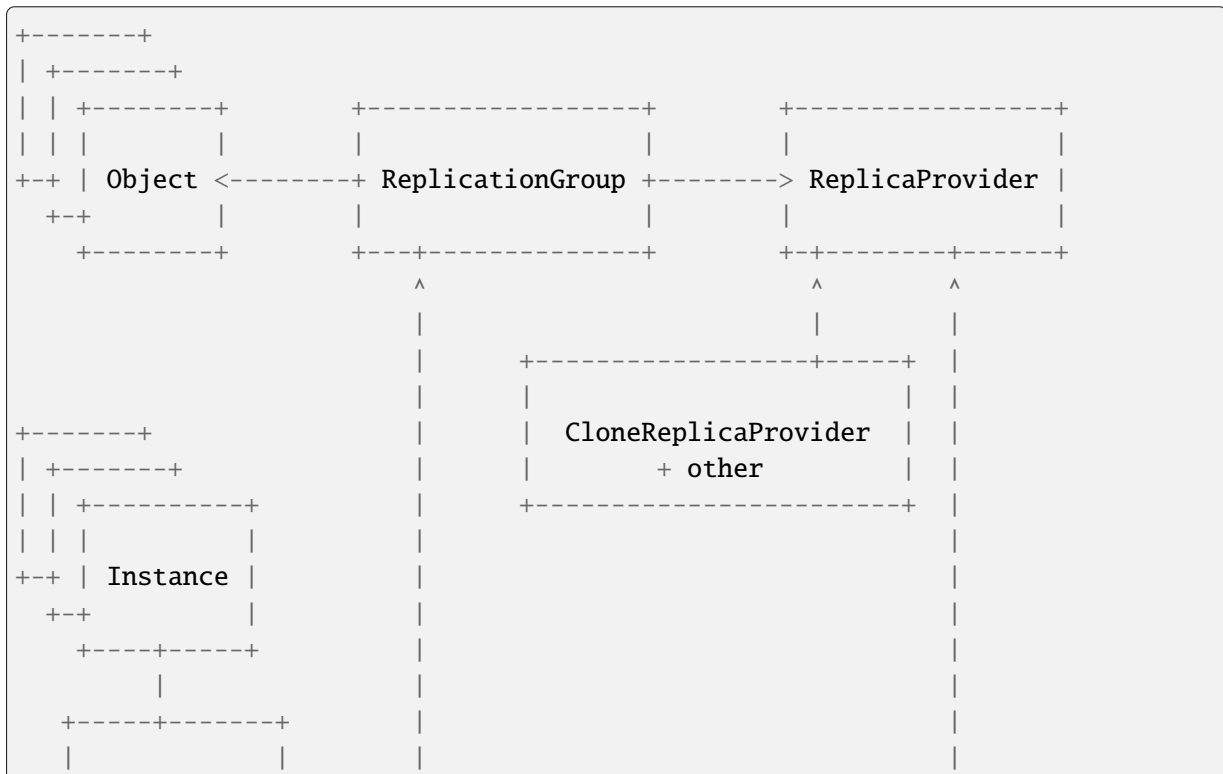 +-------+
| +-------+
| | +--------+ +----------------+ +---------------+
| | | | | | | |
+-+ | Object <--------+ ReplicationGroup +-------> ReplicaProvider |
+-+ | | | | |
+--------+ +---+------------+ +-+-------+------+
^ ^ ^
| | |
| +----------------+-----+ |
| | | |
+-------+ | | CloneReplicaProvider | |
| +-------+ | | + other | |
| | +---------+ | +---------------------+ |
| | | | | |
+-+ | Instance | | |
+-+ | | |
+----+-----+ | |
| | |
+-----+-------+ | |
| | | |